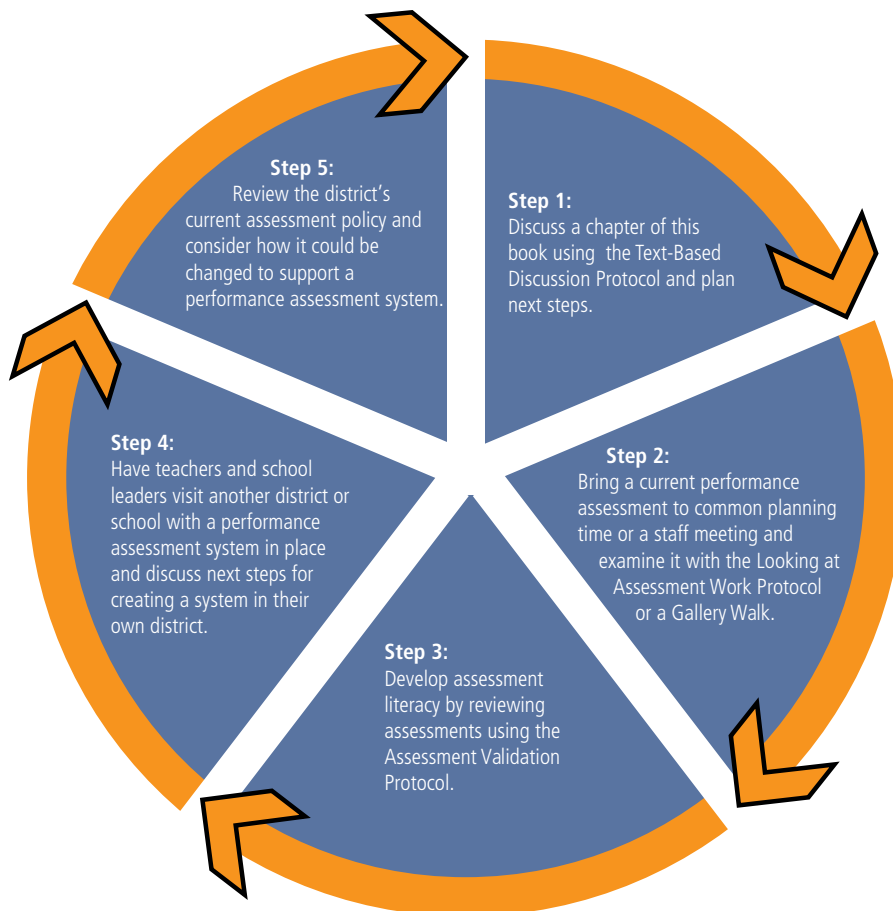 Step 1:
Discuss a chapter of this
book using the Text-Based
Discussion Protocol and plan
next steps.
Step 2:
Bring a current performance
assessment to common planning
time or a staff meeting and
examine it with the Looking at
Assessment Work Protocol
or a Gallery Walk.
Step 3:
Develop assessment
literacy by reviewing
assessments using the
Assessment Validation
Protocol.
Step 4:
Have teachers and school
leaders visit another district or
school with a performance
assessment system in place
and discuss next steps for
creating a system in their
own district.
Step 5:
Review the district's
current assessment policy and
consider how it could be
changed to support a
performance assessment system.